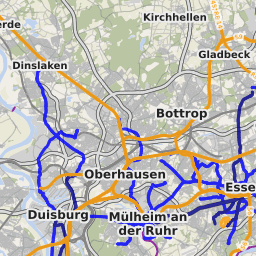 Kirchhellen
erde
Gladbeck
Dinslaken
Bottrop
Oberhausen
Esse
Duisburg
Mülheim an
der Ruhr